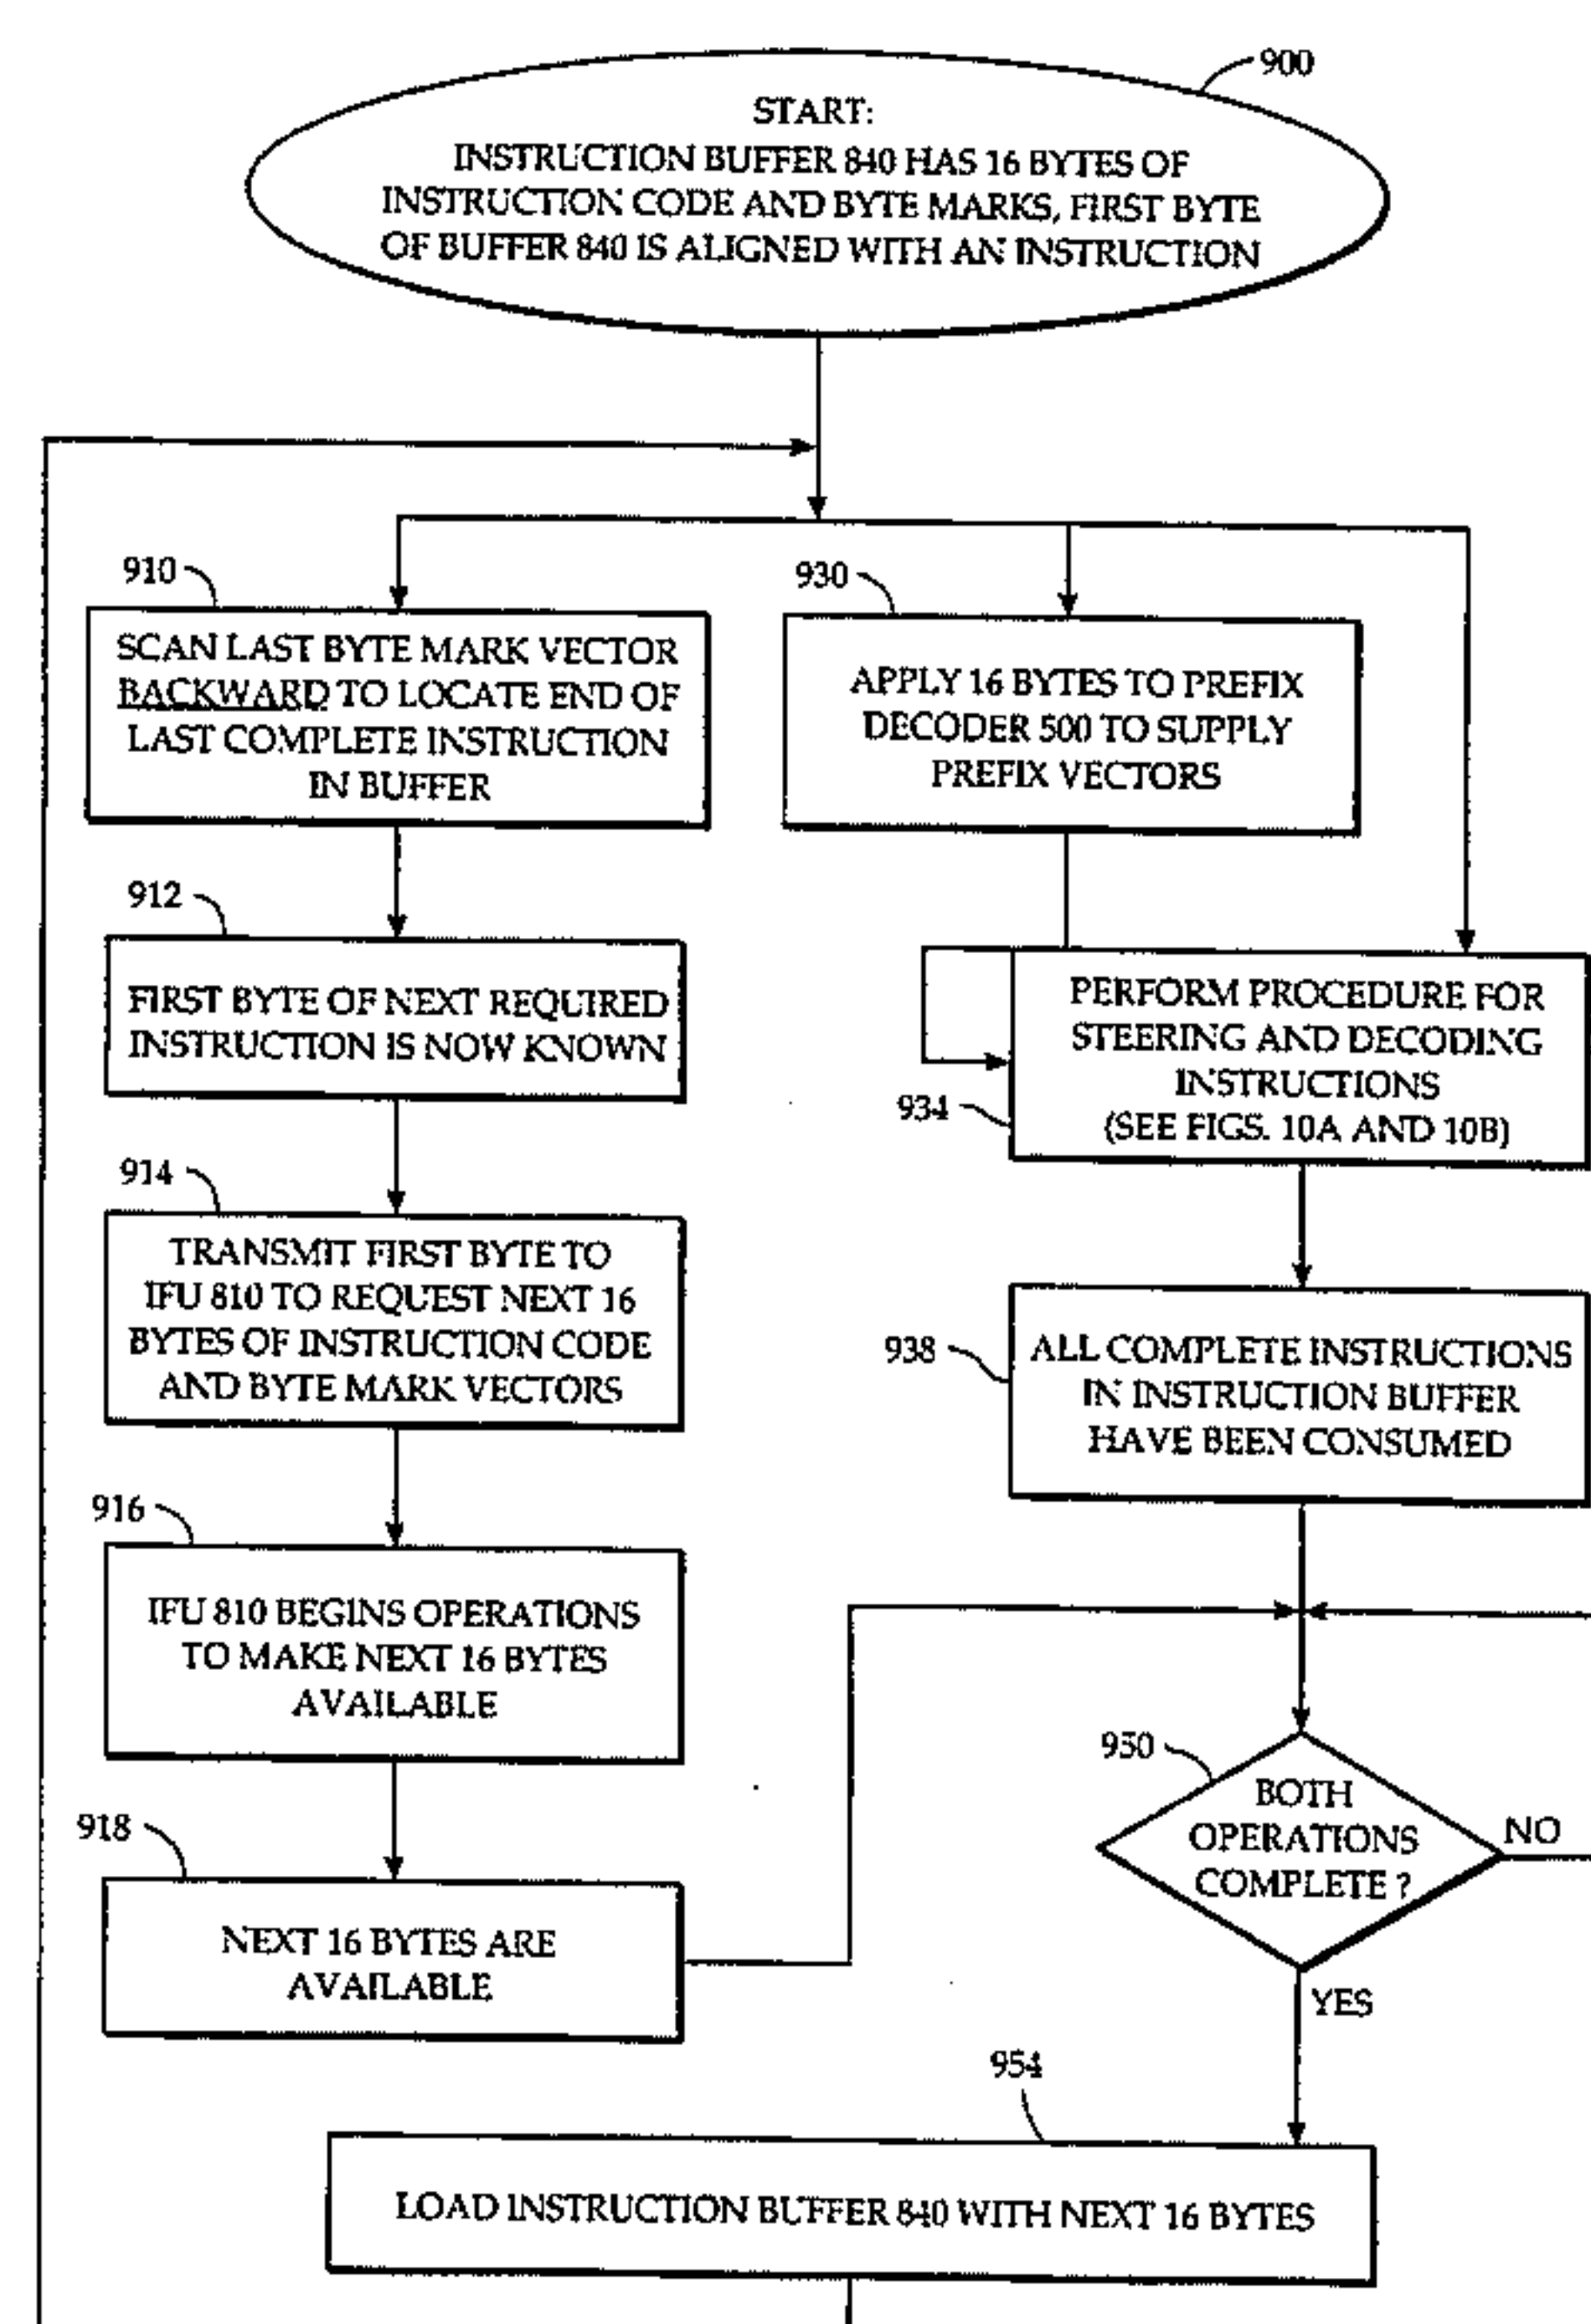 900
START:
INSTRUCTION BUFFER 840 HAS 16 BYTES OF
INSTRUCTION CODE AND BYTE MARKS, FIRST BYTE
OF BUFFER 840 IS ALIGNED WITH AN INSTRUCTION
910
SCAN LAST BYTE MARK VECTOR
BACKWARD TO LOCATE END OF
LAST COMPLETE INSTRUCTION
IN BUFFER
930
APPLY 16 BYTES TO PREFIX
DECODER 500 TO SUPPLY
PREFIX VECTORS
912
FIRST BYTE OF NEXT REQUIRED
INSTRUCTION IS NOW KNOWN
934
PERFORM PROCEDURE FOR
STEERING AND DECODING
INSTRUCTIONS
(SEE FIGS. 10A AND 10B)
914
TRANSMIT FIRST BYTE TO
IFU 810 TO REQUEST NEXT 16
BYTES OF INSTRUCTION CODE
AND BYTE MARK VECTORS
938
ALL COMPLETE INSTRUCTIONS
IN INSTRUCTION BUFFER
HAVE BEEN CONSUMED
916
IFU 810 BEGINS OPERATIONS
TO MAKE NEXT 16 BYTES
AVAILABLE
950
BOTH
OPERATIONS
COMPLETE ?
NO
918
NEXT 16 BYTES ARE
AVAILABLE
YES
954
LOAD INSTRUCTION BUFFER 840 WITH NEXT 16 BYTES